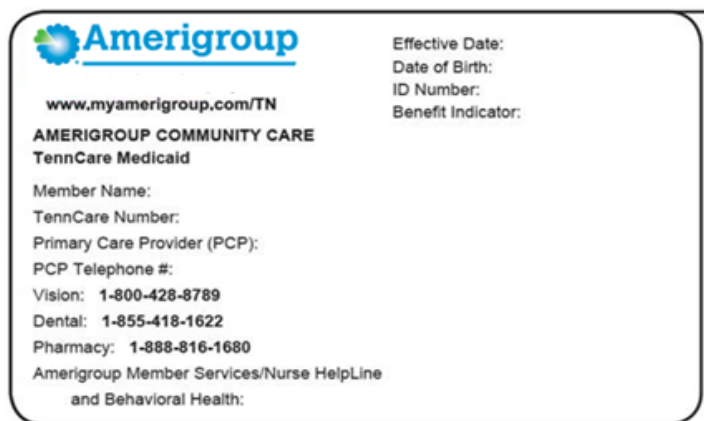 Amerigroup
www.myamerigroup.com/TN
AMERIGROUP COMMUNITY CARE
TennCare Medicaid
Member Name:
TennCare Number:
Primary Care Provider (PCP):
PCP Telephone #:
Vision: 1-800-428-8789
Dental: 1-855-418-1622
Pharmacy: 1-888-816-1680
Amerigroup Member Services/Nurse HelpLine
and Behavioral Health:
Effective Date:
Date of Birth:
ID Number:
Benefit Indicator: